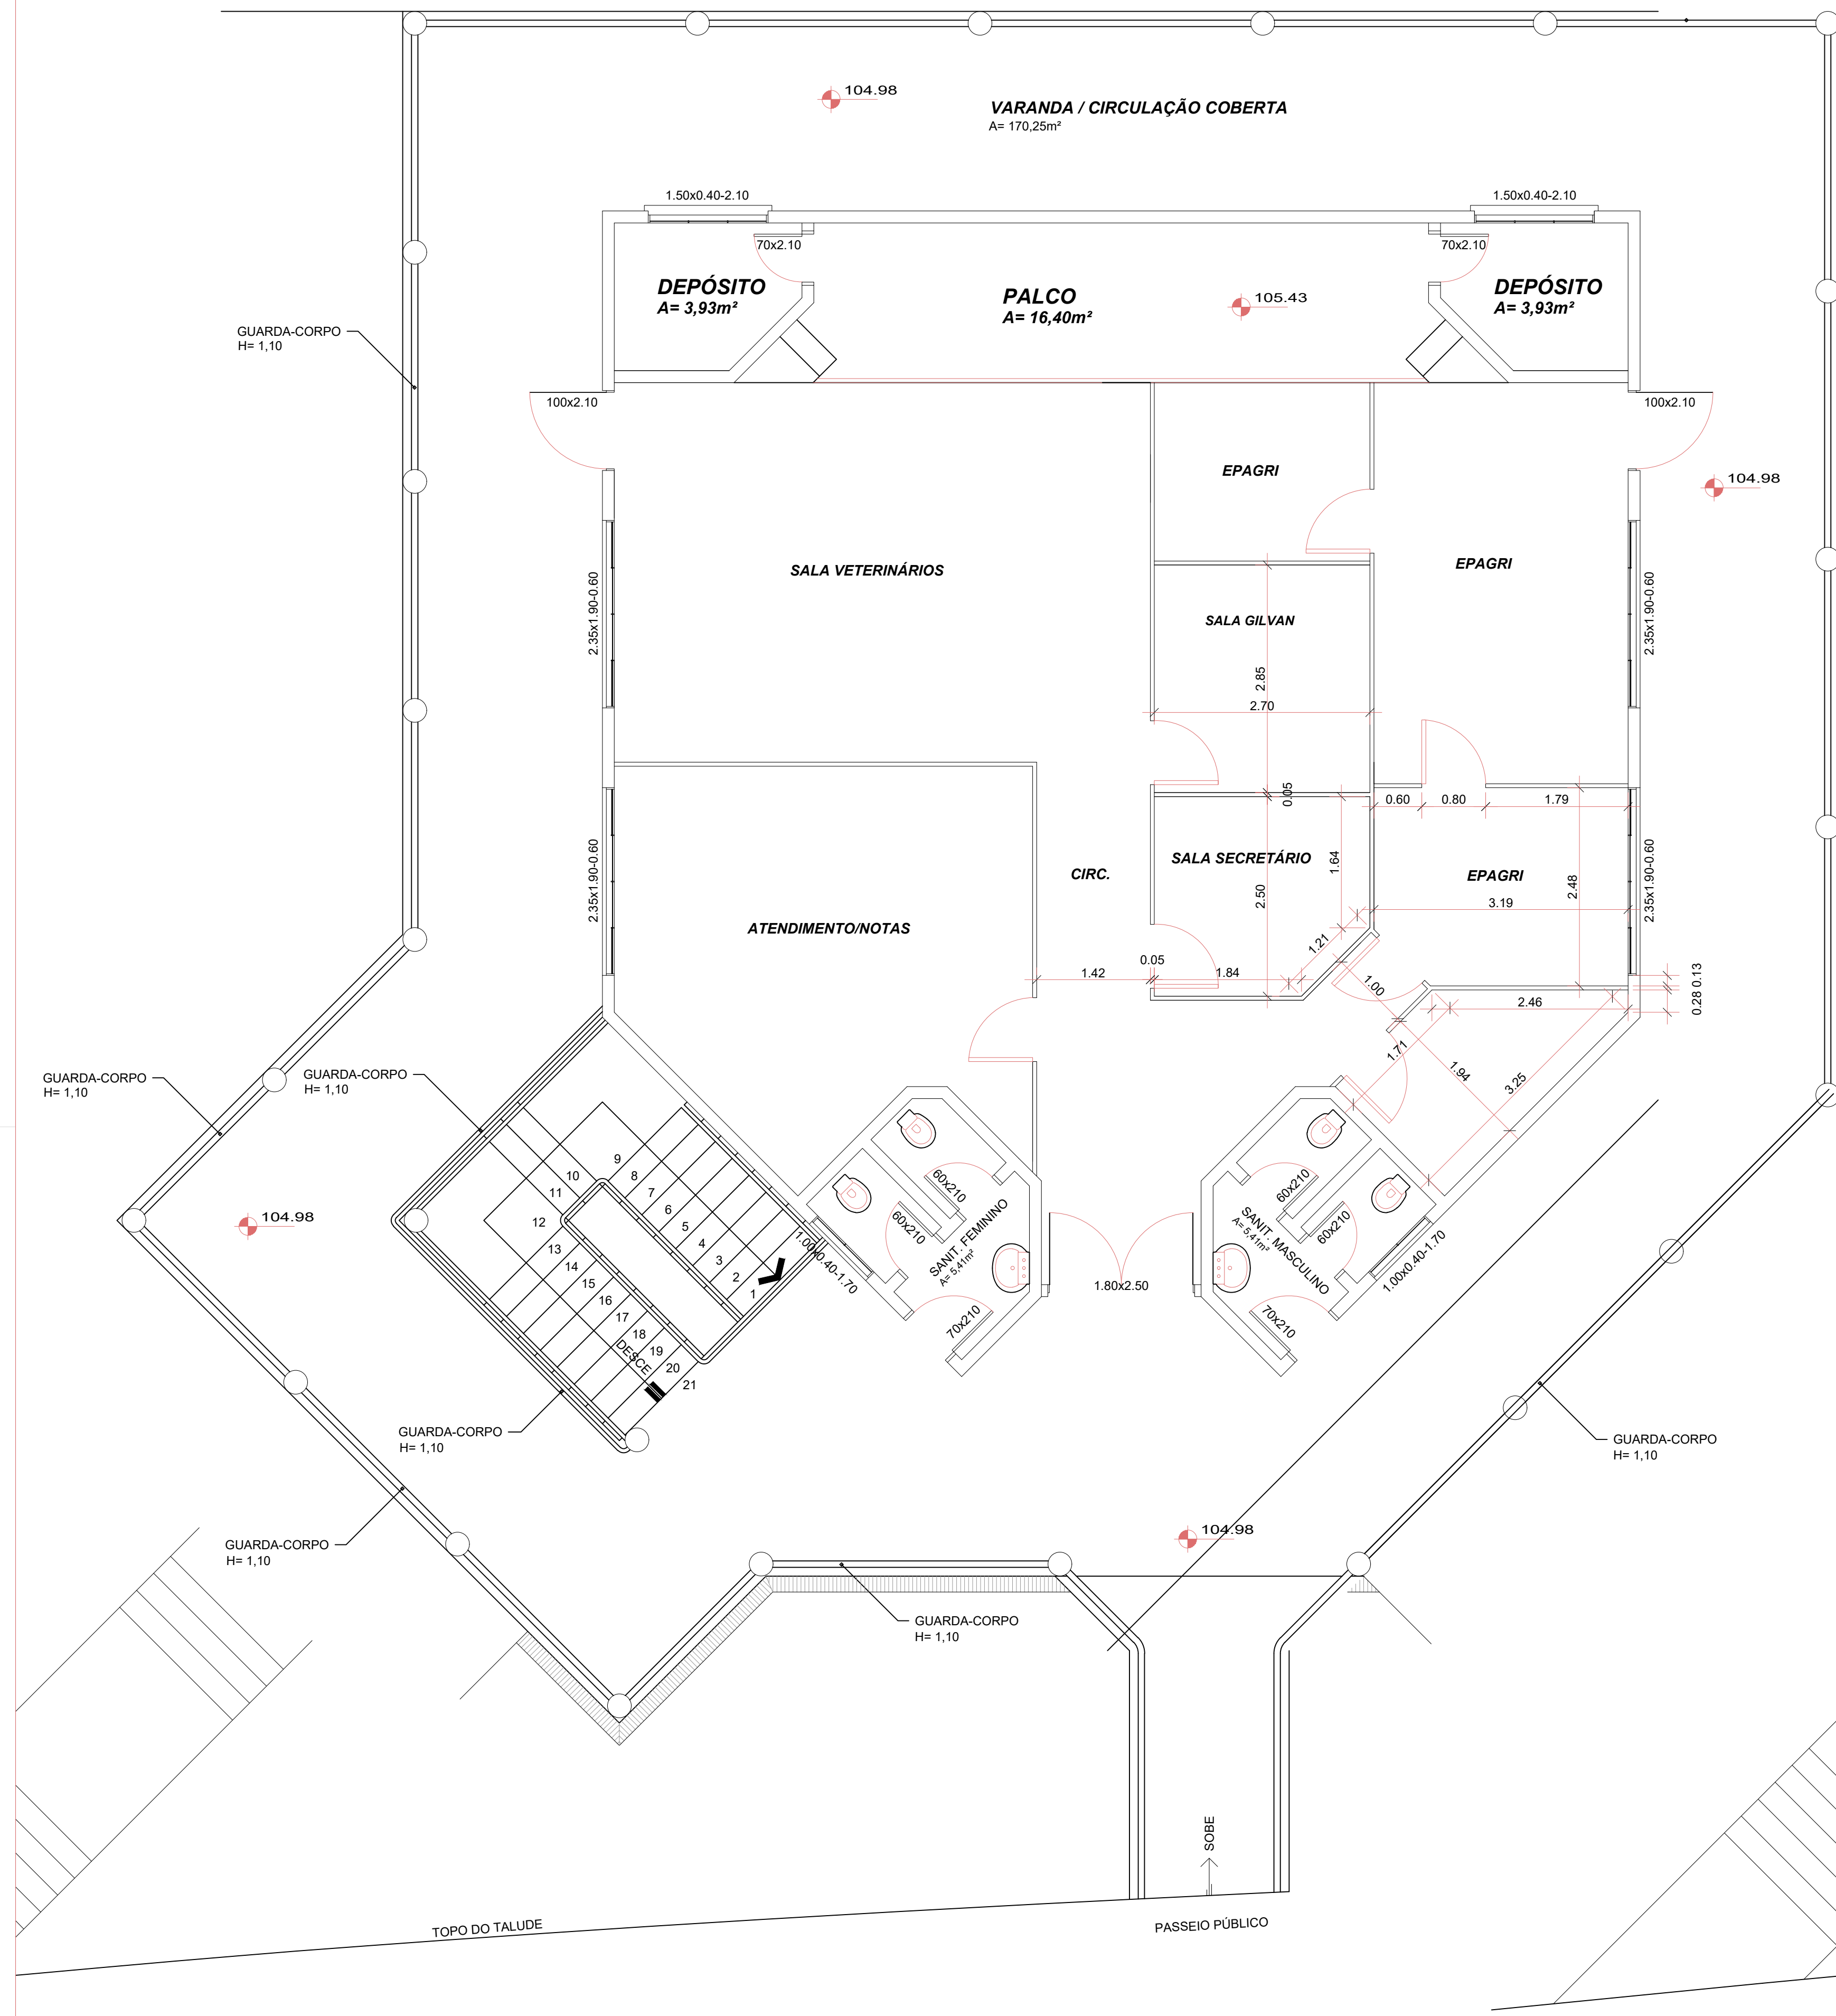 104.98
VARANDA / CIRCULAÇÃO COBERTA
A= 170,25m²
1.50x0.40-2.10
1.50x0.40-2.10
70x2.10
70x2.10
DEPÓSITO
A= 3,93m²
PALCO
A= 16,40m²
105.43
DEPÓSITO
A= 3,93m²
GUARDA-CORPO
H= 1,10
100x2.10
100x2.10
EPAGRI
104.98
SALA VETERINÁRIOS
EPAGRI
2.35x1.90-0.60
2.35x1.90-0.60
SALA GILVAN
2.85
2.70
0.05
0.60
0.80
1.79
SALA SECRETÁRIO
1.64
CIRC.
EPAGRI
2.48
2.35x1.90-0.60
2.35x1.90-0.60
2.50
3.19
ATENDIMENTO/NOTAS
1.21
0.05
1.42
1.84
1.00
0.28 0.13
2.46
1.71
1.94
3.25
GUARDA-CORPO
H= 1,10
GUARDA-CORPO
H= 1,10
9
10
8
11
7
12
6
5
13
4
14
3
15
2
16
1
17
18
19
20
21
DESCE
104.98
60x210
60x210
SANIT. FEMININO
A= 5,41m²
1.00x0.40-1.70
70x210
1.80x2.50
60x210
60x210
SANIT. MASCULINO
A= 5,41m²
1.00x0.40-1.70
70x210
GUARDA-CORPO
H= 1,10
GUARDA-CORPO
H= 1,10
104.98
GUARDA-CORPO
H= 1,10
GUARDA-CORPO
H= 1,10
SOBE
TOPO DO TALUDE
PASSEIO PÚBLICO